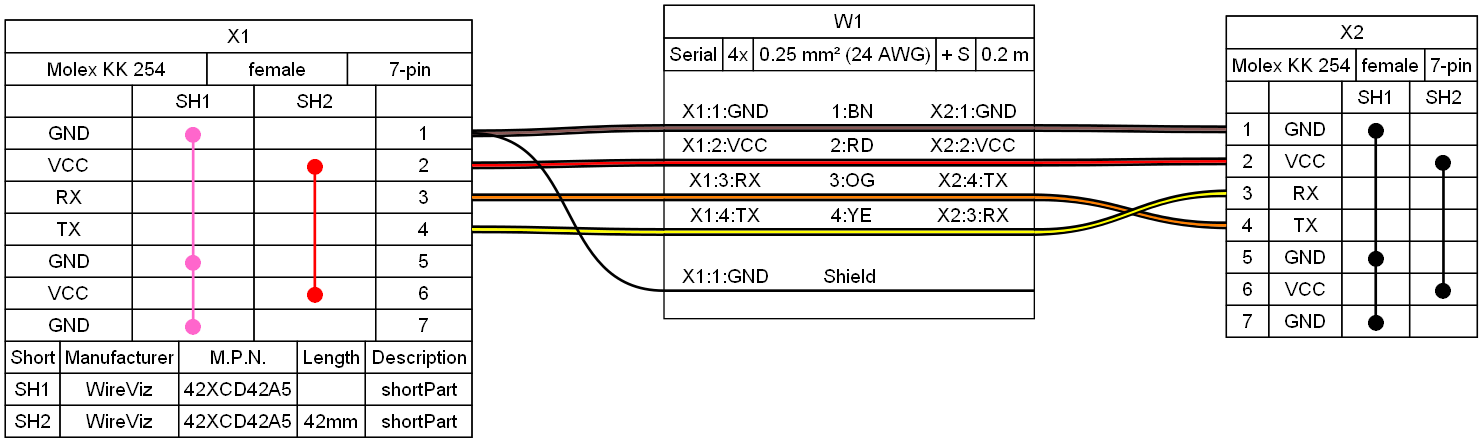 X1
Molex KK 254 female 7-pin
SH1 SH2
GND 1
VCC 2
RX 3
TX 4
GND 5
VCC 6
GND 7
Short Manufacturer M.P.N. Length Description
SH1 WireViz 42XCD42A5 shortPart
SH2 WireViz 42XCD42A5 42mm shortPart
W1
Serial 4x 0.25 mm² (24 AWG) + S 0.2 m
X1:1:GND 1:BN X2:1:GND
X1:2:VCC 2:RD X2:2:VCC
X1:3:RX 3:OG X2:4:TX
X1:4:TX 4:YE X2:3:RX
X1:1:GND Shield
X2
Molex KK 254 female 7-pin
SH1 SH2
1 GND
2 VCC
3 RX
4 TX
5 GND
6 VCC
7 GND